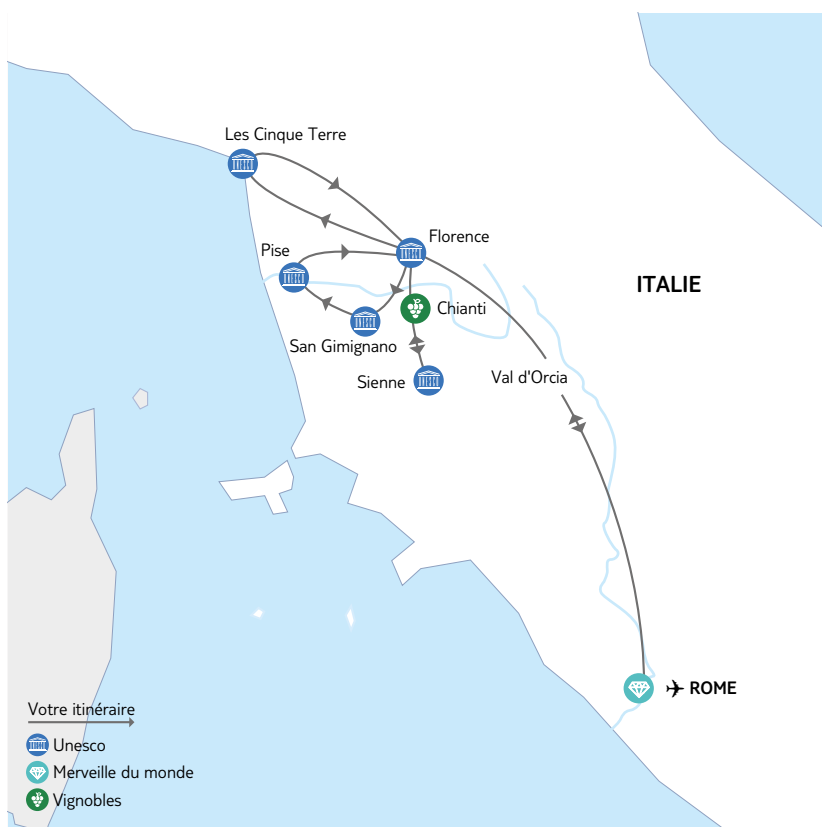 Les Cinque Terre
Florence
Pise
ITALIE
Chianti
San Gimignano
Val d'Orcia
Sienne
ROME
Votre itinéraire
Unesco
Merveille du monde
Vignobles